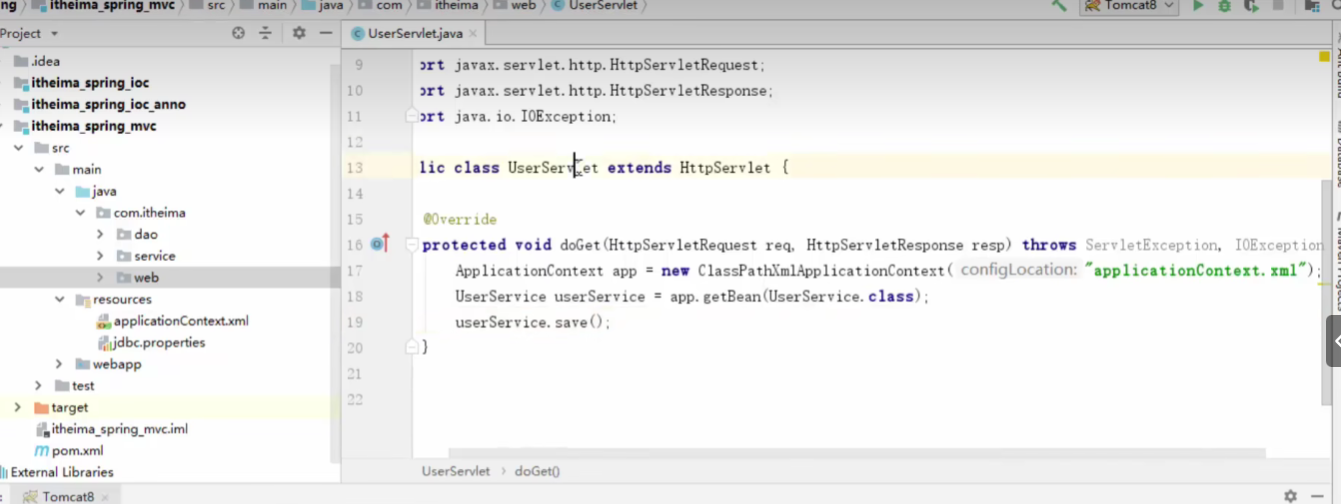 ng itheima_spring_mvc src main java com itheima web UserServlet Tomcat8
Project
UserServlet.java
.idea
itheima_spring_ioc
itheima_spring_ioc_anno
itheima_spring_mvc
src
main
java
com.itheima
dao
service
web
resources
applicationContext.xml
jdbc.properties
webapp
test
target
itheima_spring_mvc.iml
pom.xml
External Libraries
9 ort javax.servlet.http.HttpServletRequest;
10 ort javax.servlet.http.HttpServletResponse;
11 ort java.io.IOException;
12
13 lic class UserServlet extends HttpServlet {
14
15 @Override
16 protected void doGet(HttpServletRequest req, HttpServletResponse resp) throws ServletException, IOException
17 ApplicationContext app = new ClassPathXmlApplicationContext( configLocation: "applicationContext.xml");
18 UserService userService = app.getBean(UserService.class);
19 userService.save();
20 }
21
22
UserServlet doGet()
Tomcat8